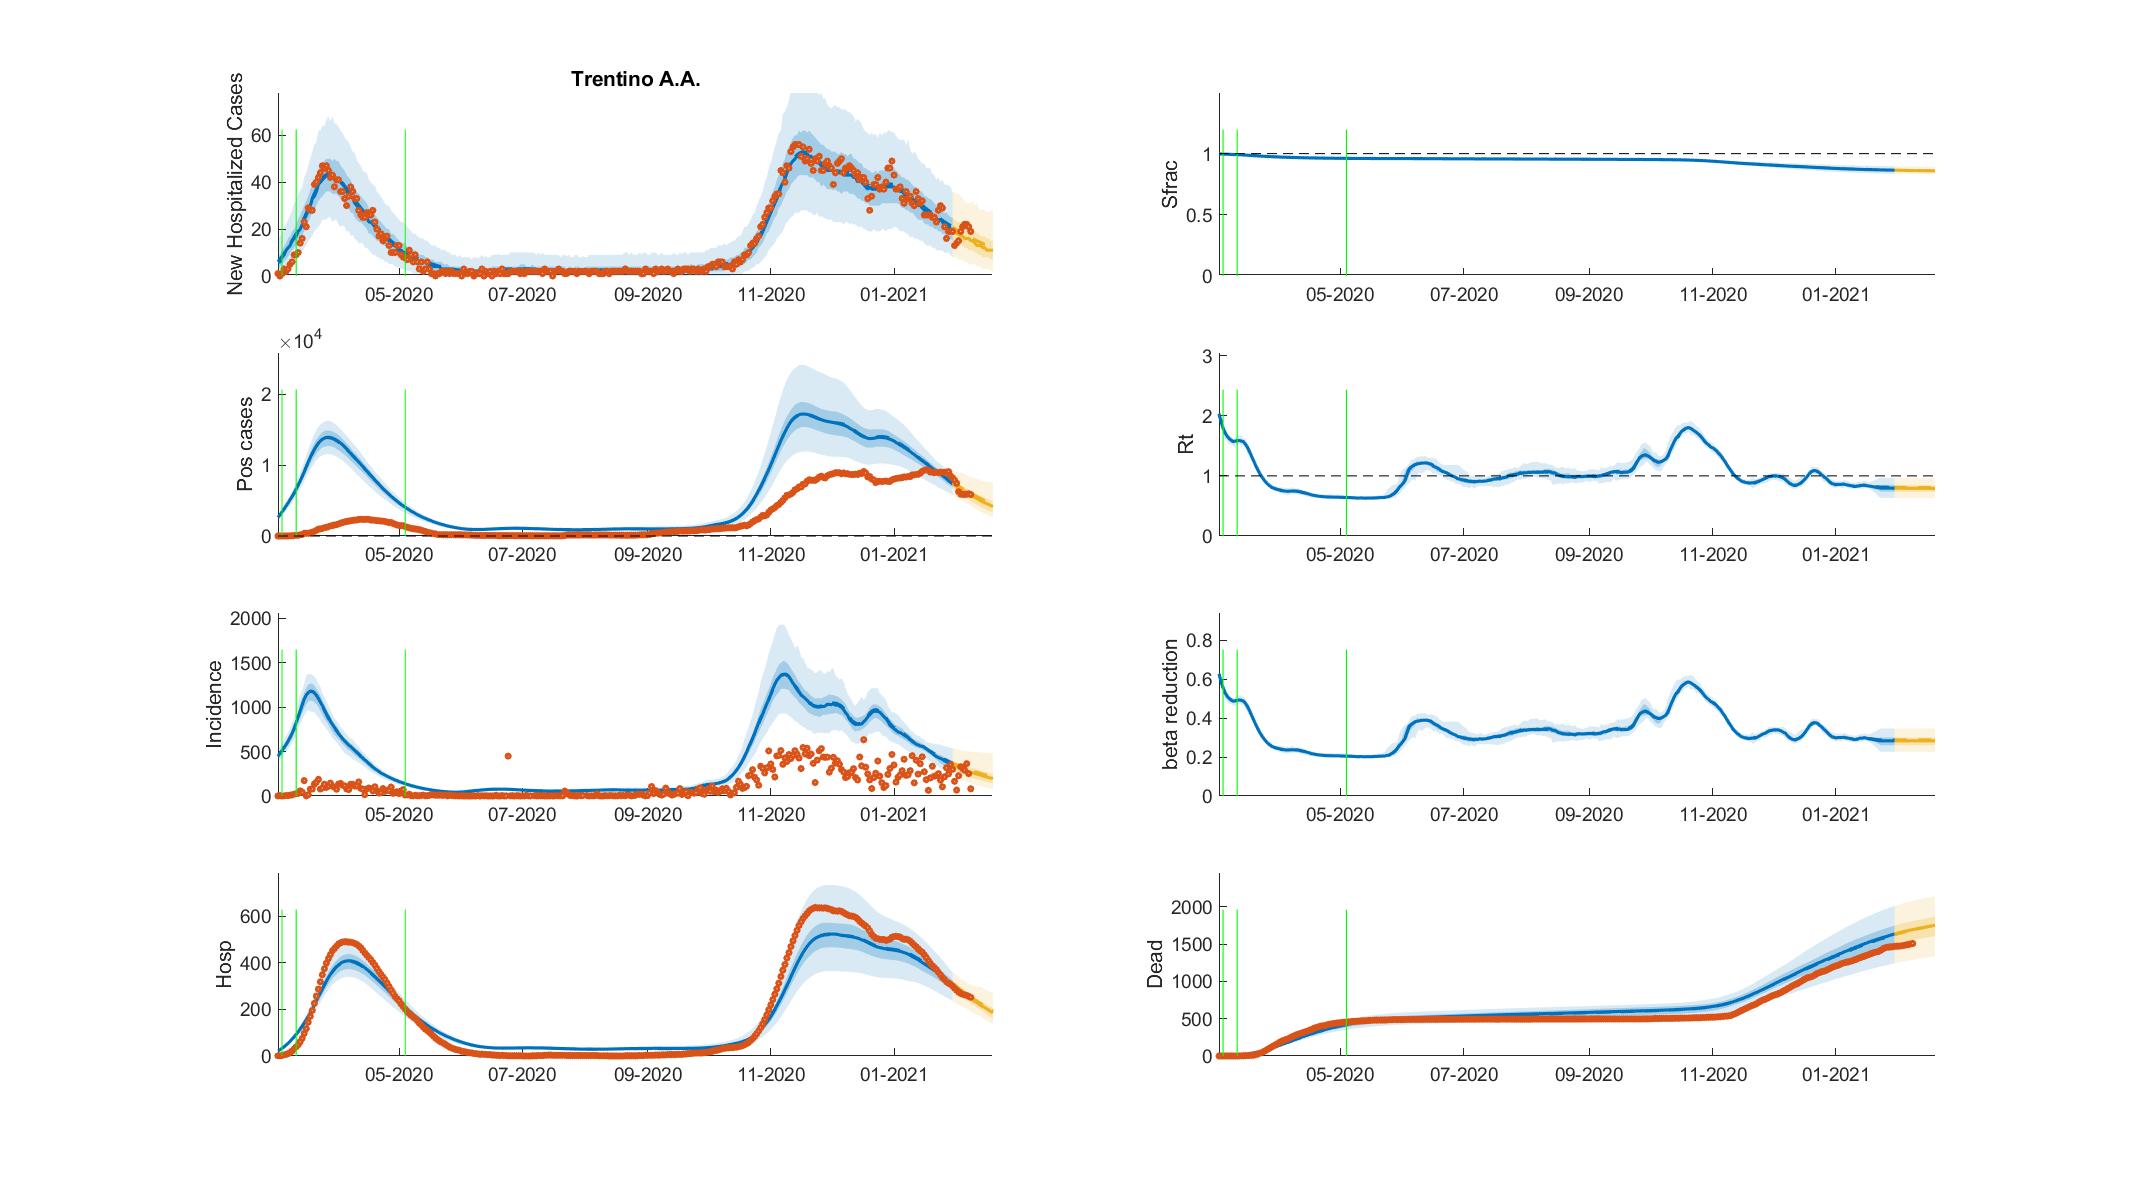 Trentino A.A.
New Hospitalized Cases
60
40
20
0
05-2020 07-2020 09-2020 11-2020 01-2021
Sfrac
1
0.5
0
05-2020 07-2020 09-2020 11-2020 01-2021
×10^4
Pos cases
2
1
0
05-2020 07-2020 09-2020 11-2020 01-2021
Rt
3
2
1
0
05-2020 07-2020 09-2020 11-2020 01-2021
Incidence
2000
1500
1000
500
0
05-2020 07-2020 09-2020 11-2020 01-2021
beta reduction
0.8
0.6
0.4
0.2
0
05-2020 07-2020 09-2020 11-2020 01-2021
Hosp
600
400
200
0
05-2020 07-2020 09-2020 11-2020 01-2021
Dead
2000
1500
1000
500
0
05-2020 07-2020 09-2020 11-2020 01-2021